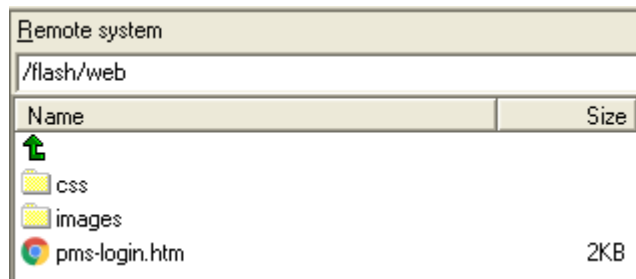 Remote system
/flash/web
Name Size
css
images
pms-login.htm 2KB